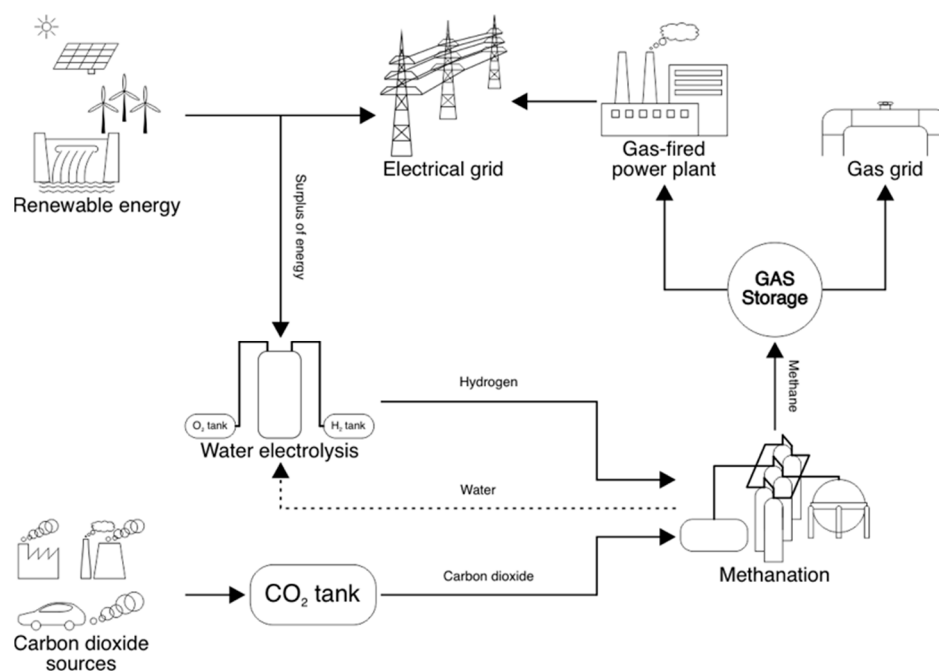 Renewable energy
Electrical grid
Gas-fired
power plant
Gas grid
Surplus of energy
GAS
Storage
Methane
Hydrogen
O₂ tank
H₂ tank
Water electrolysis
Water
Methanation
CO₂ tank
Carbon dioxide
Carbon dioxide
sources